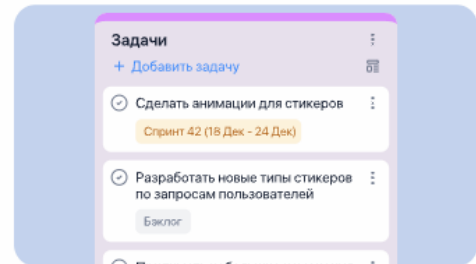 Задачи
+ Добавить задачу
Сделать анимации для стикеров
Спринт 42 (18 Дек - 24 Дек)
Разработать новые типы стикеров
по запросам пользователей
Бэклог